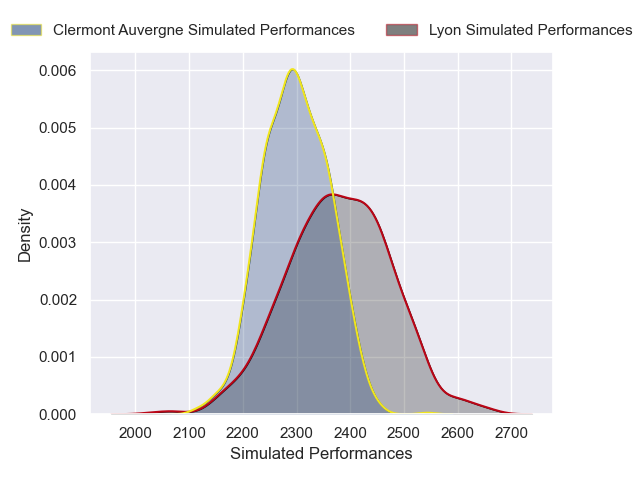 Clermont Auvergne Simulated Performances Lyon Simulated Performances
0.006
0.005
0.004
0.003
0.002
0.001
0.000
Density
2000 2100 2200 2300 2400 2500 2600 2700
Simulated Performances